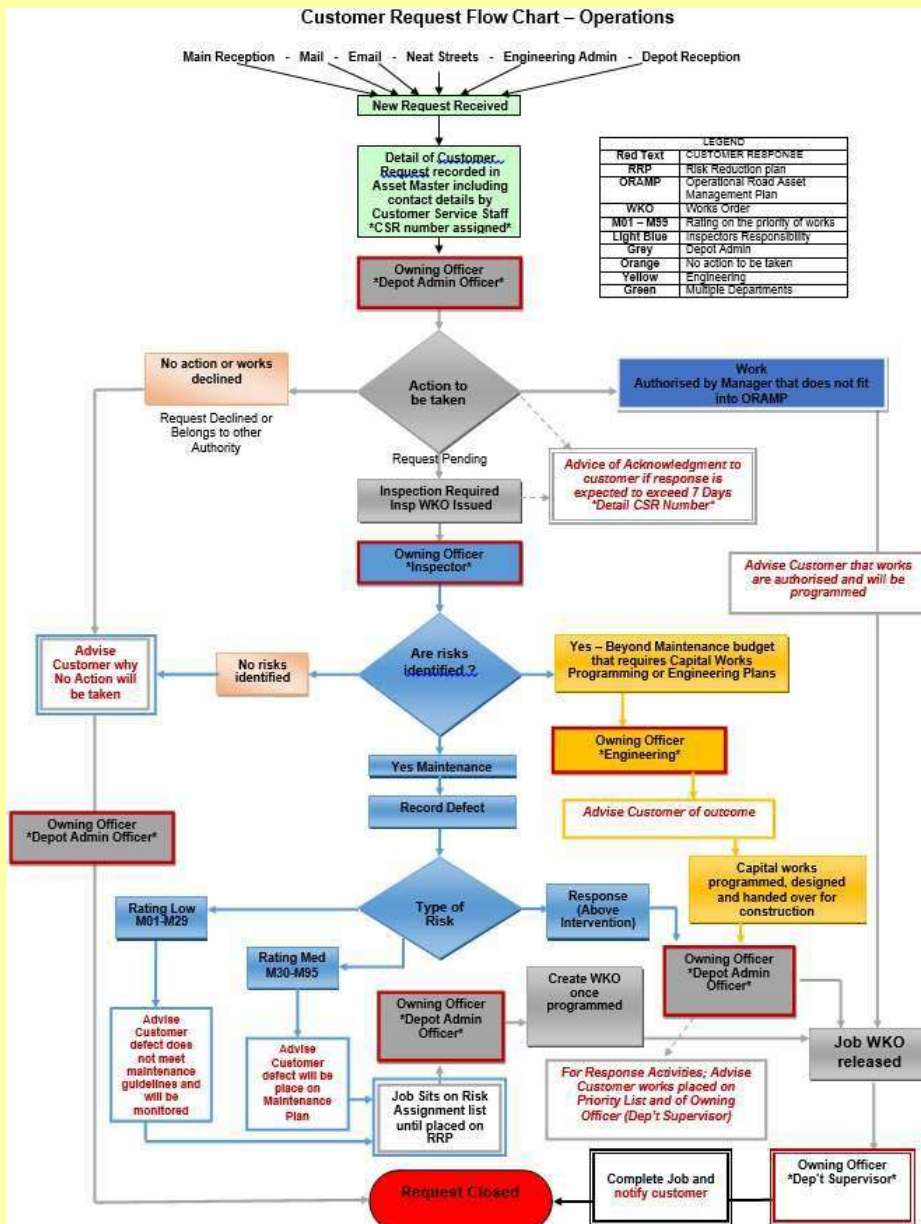 Customer Request Flow Chart – Operations
Main Reception - Mail - Email - Neat Streets - Engineering Admin - Depot Reception
New Request Received
Detail of Customer
Request recorded in
Asset Master including
contact details by
Customer Service Staff
*CSR number assigned*
LEGEND
Red Text CUSTOMER RESPONSE
RRP Risk Reduction plan
ORAMP Operational Road Asset
Management Plan
WKO Works Order
M01 – M99 Rating on the priority of works
Light Blue Inspectors Responsibility
Grey Depot Admin
Orange No action to be taken
Yellow Engineering
Green Multiple Departments
Owning Officer
*Depot Admin Officer*
No action or works
declined
Request Declined or
Belongs to other
Authority
Action to
be taken
Work
Authorised by Manager that does not fit
into ORAMP
Request Pending
Advice of Acknowledgment to
customer if response is
expected to exceed 7 Days
*Detail CSR Number*
Inspection Required
Insp WKO Issued
Owning Officer
*Inspector*
Advise Customer that works
are authorised and will be
programmed
Advise
Customer why
No Action will
be taken
No risks
identified
Are risks
identified.?
Yes – Beyond Maintenance budget
that requires Capital Works
Programming or Engineering Plans
Owning Officer
*Engineering*
Yes Maintenance
Record Defect
Advise Customer of outcome
Owning Officer
*Depot Admin Officer*
Capital works
programmed, designed
and handed over for
construction
Rating Low
M01-M29
Type of
Risk
Response
(Above
Intervention)
Rating Med
M30-M95
Owning Officer
*Depot Admin
Officer*
Create WKO
once
programmed
Owning Officer
*Depot Admin
Officer*
Job WKO
released
Advise
Customer
defect does
not meet
maintenance
guidelines and
will be
monitored
Advise
Customer
defect will be
place on
Maintenance
Plan
Job Sits on Risk
Assignment list
until placed on
RRP
For Response Activities; Advise
Customer works placed on
Priority List and of Owning
Officer (Dep't Supervisor)
Request Closed
Complete Job and
notify customer
Owning Officer
*Dep't Supervisor*